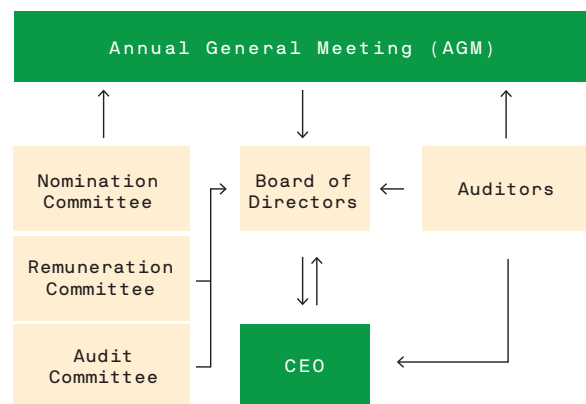 Annual General Meeting (AGM)
Nomination
Committee
Board of
Directors
Auditors
Remuneration
Committee
Audit
Committee
CEO